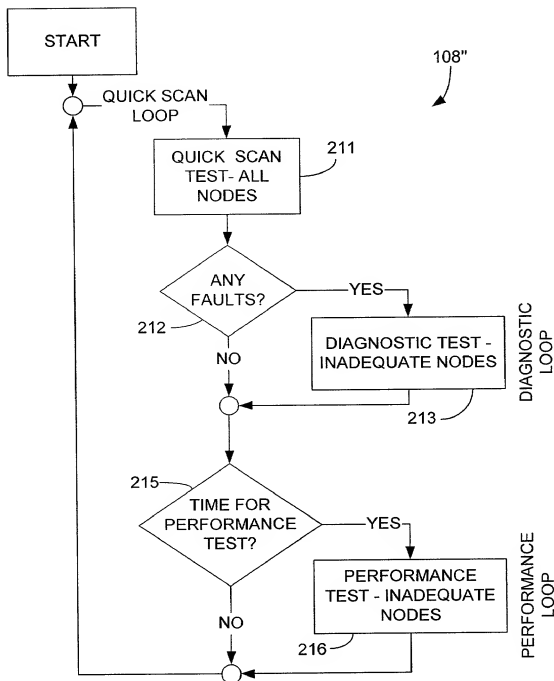 START
108"
QUICK SCAN
LOOP
211
QUICK SCAN
TEST- ALL
NODES
ANY
FAULTS?
YES
212
NO
DIAGNOSTIC TEST -
INADEQUATE NODES
213
DIAGNOSTIC
LOOP
215
TIME FOR
PERFORMANCE
TEST?
YES
NO
PERFORMANCE
TEST - INADEQUATE
NODES
216
PERFORMANCE
LOOP